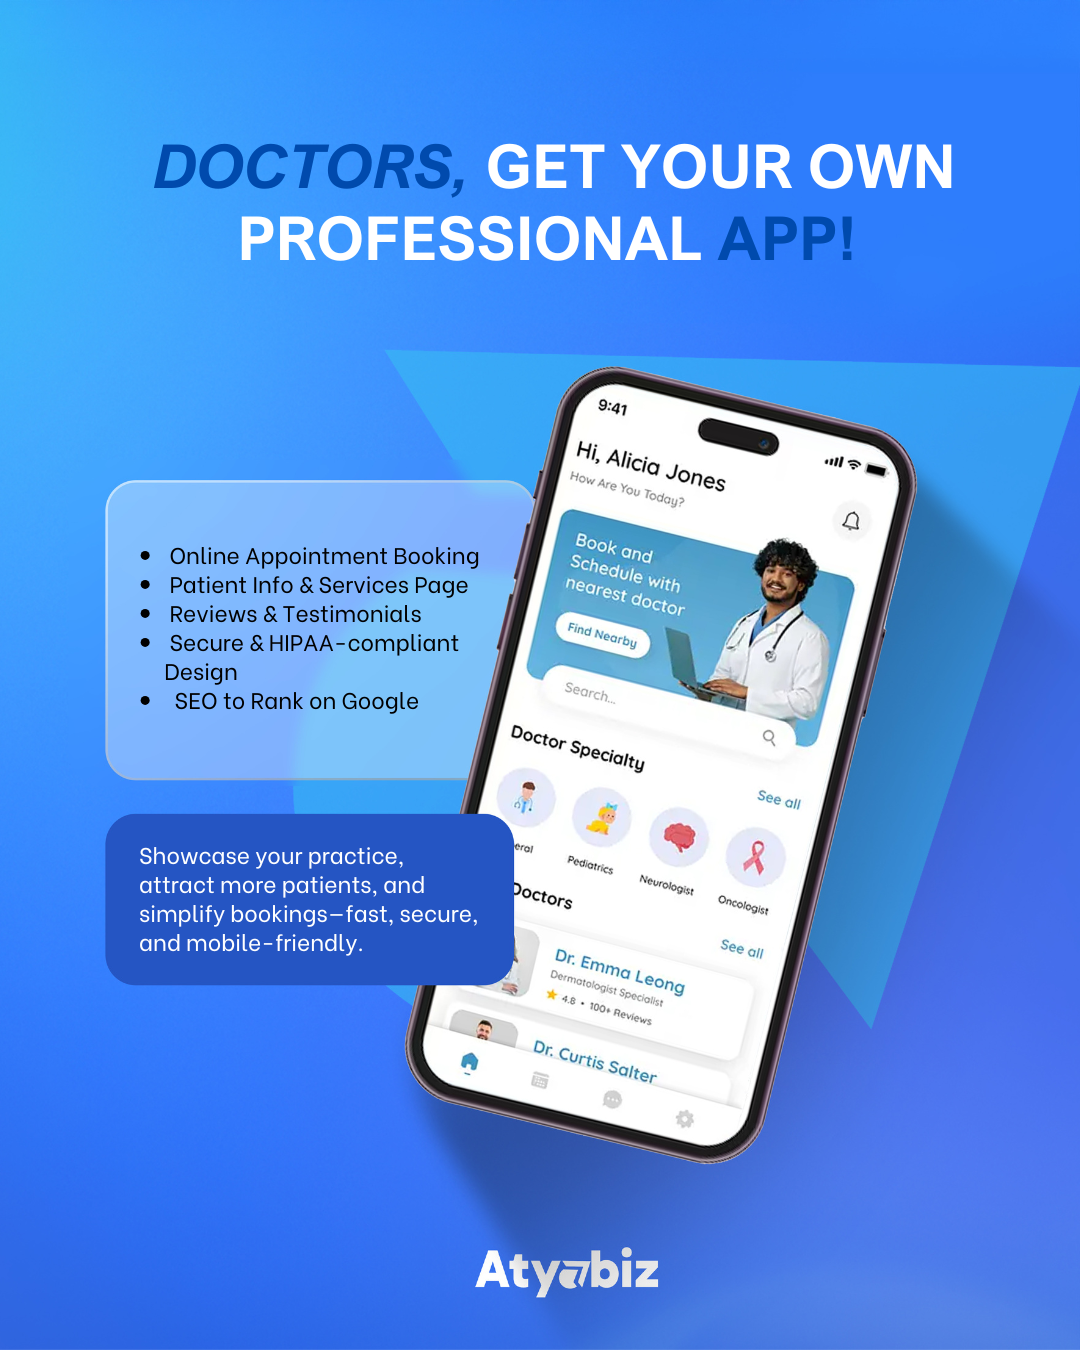 DOCTORS, GET YOUR OWN
PROFESSIONAL APP!
• Online Appointment Booking
• Patient Info & Services Page
• Reviews & Testimonials
• Secure & HIPAA-compliant
Design
• SEO to Rank on Google
Showcase your practice,
attract more patients, and
simplify bookings—fast, secure,
and mobile-friendly.
9:41
Hi, Alicia Jones
How Are You Today?
Book and
Schedule with
nearest doctor
Find Nearby
Search...
Doctor Specialty
See all
eral
Pediatrics
Neurologist
Oncologist
Doctors
See all
Dr. Emma Leong
Dermatologist Specialist
4.8 • 100+ Reviews
Dr. Curtis Salter
Atyabiz